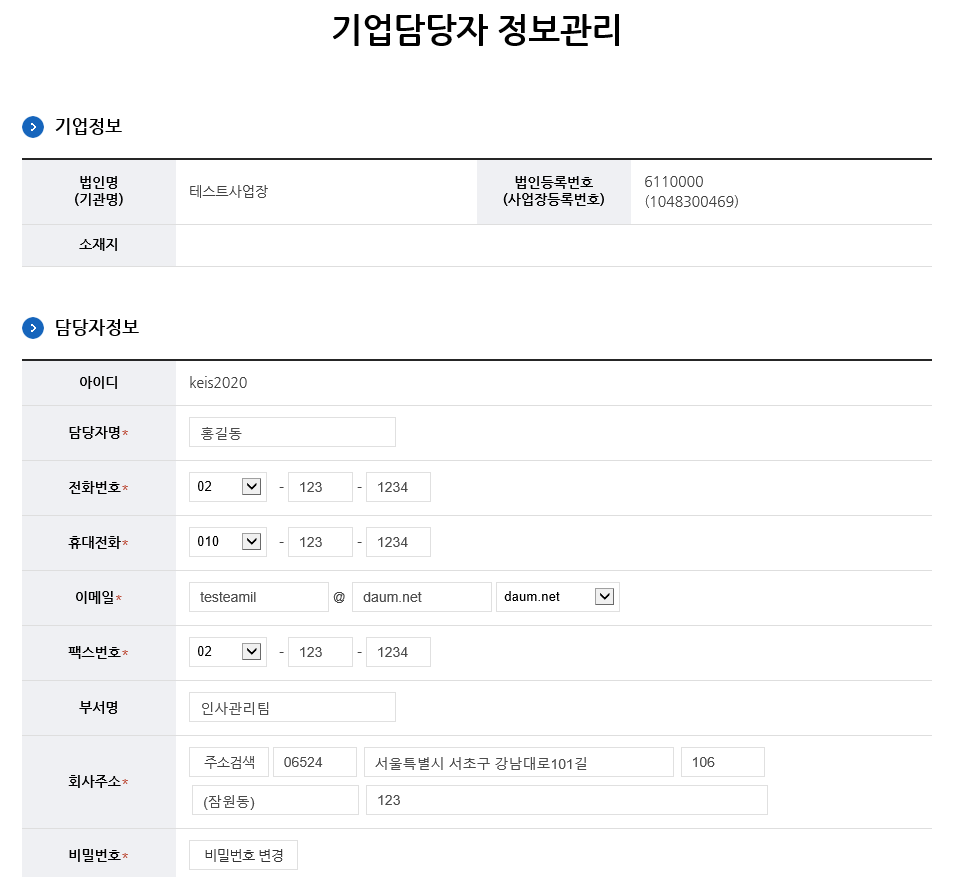 기업담당자 정보관리
기업정보
법인명
(기관명)
테스트사업장
법인등록번호
(사업장등록번호)
6110000
(1048300469)
소재지
담당자정보
아이디 keis2020
담당자명* 홍길동
전화번호* 02 - 123 - 1234
휴대전화* 010 - 123 - 1234
이메일* testeamil @ daum.net daum.net
팩스번호* 02 - 123 - 1234
부서명 인사관리팀
회사주소* 주소검색 06524 서울특별시 서초구 강남대로101길 106
(잠원동) 123
비밀번호* 비밀번호 변경